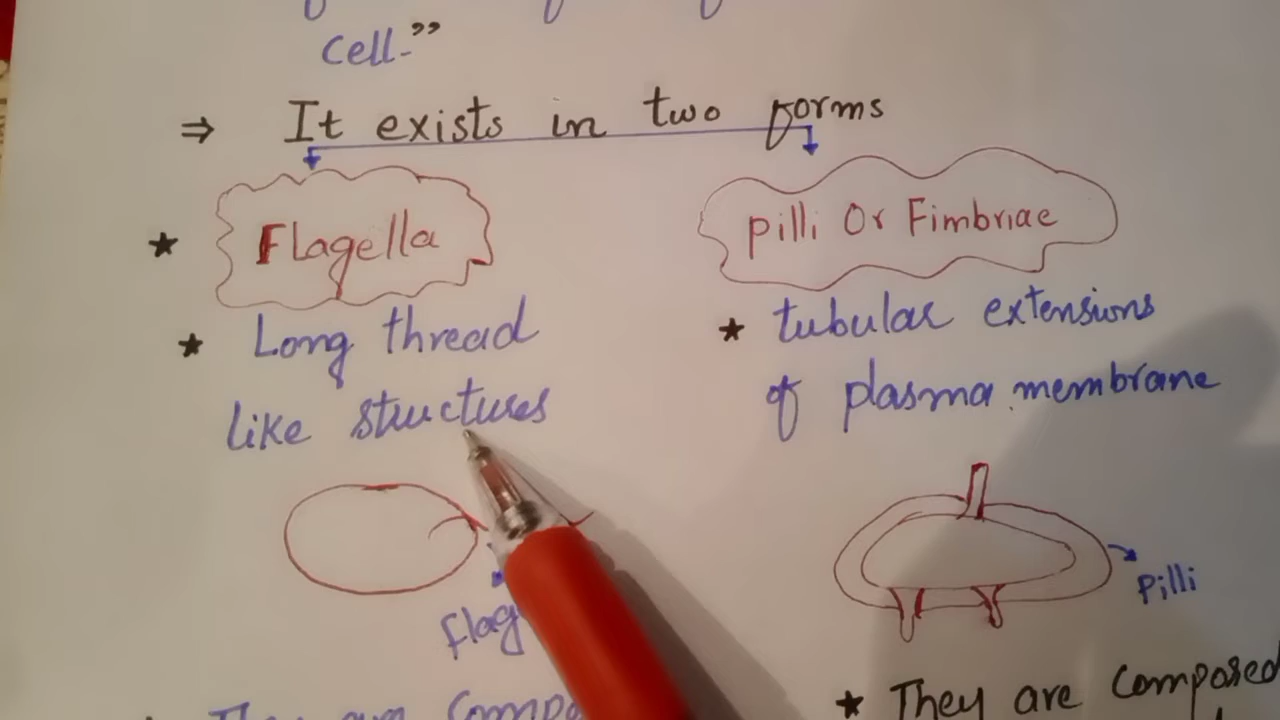 cell."
⇒ It exists in two forms
★ Flagella
★ Long thread
like structures
Flag
Pilli Or Fimbriae
★ tubular extensions
of plasma membrane
Pilli
★ They are composed